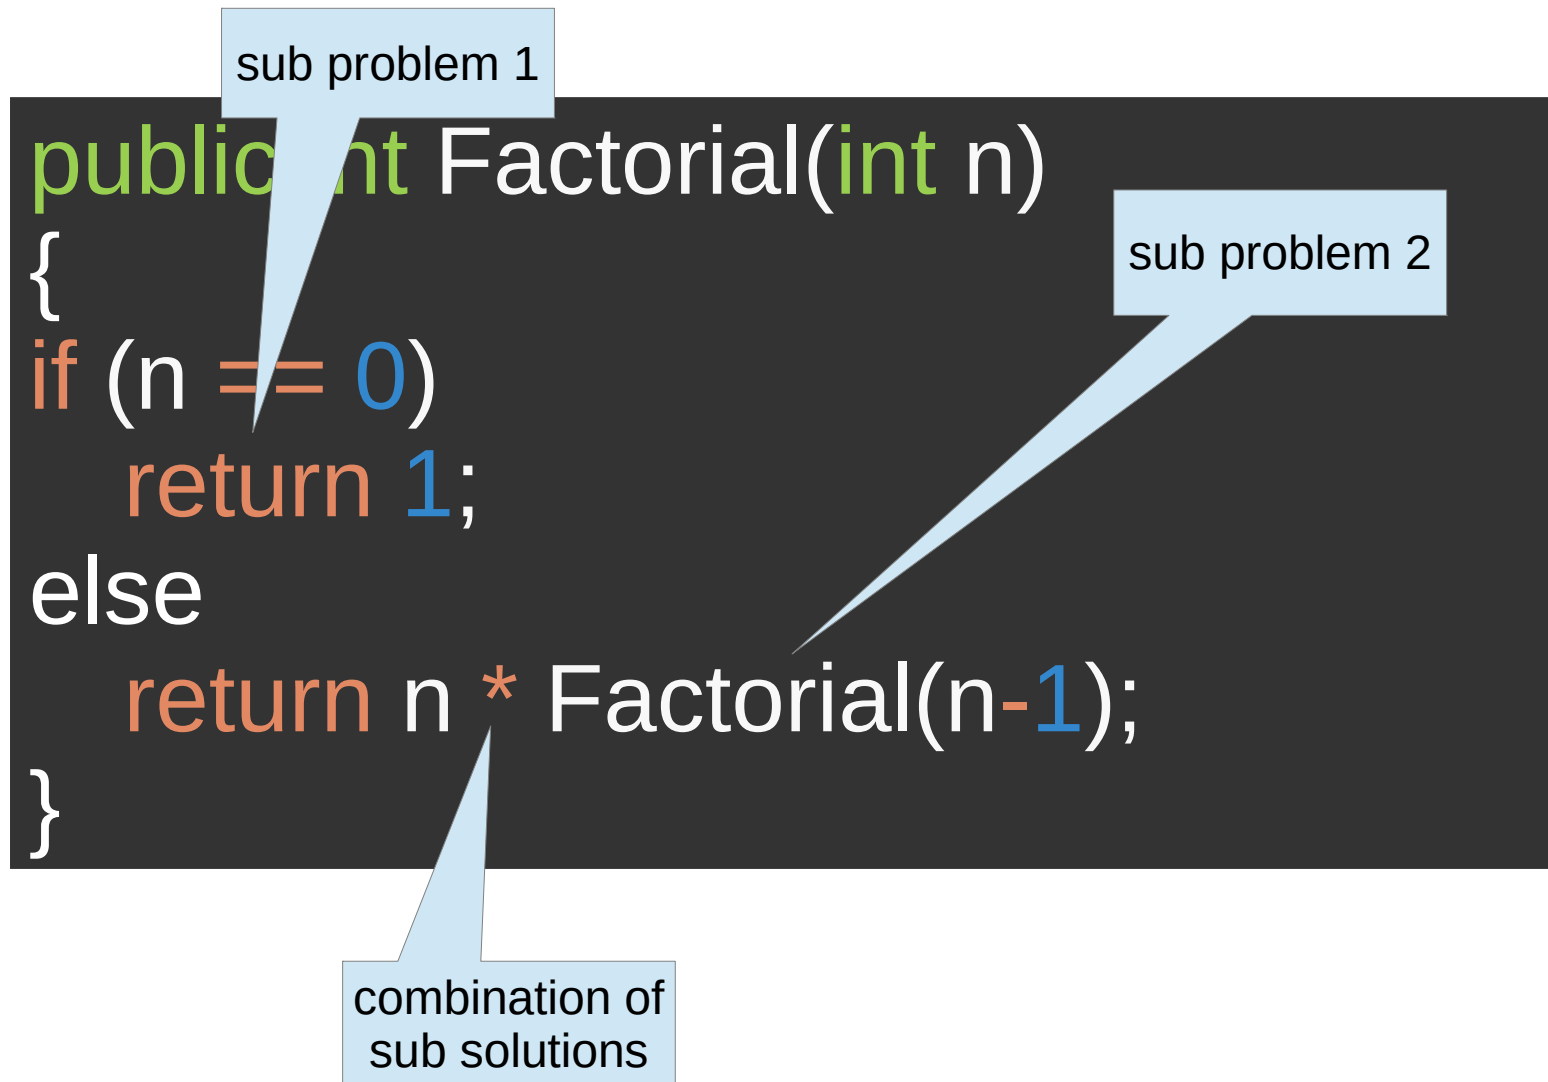 sub problem 1
public int Factorial(int n)
{
sub problem 2
if (n == 0)
return 1;
else
return n * Factorial(n-1);
}
combination of
sub solutions